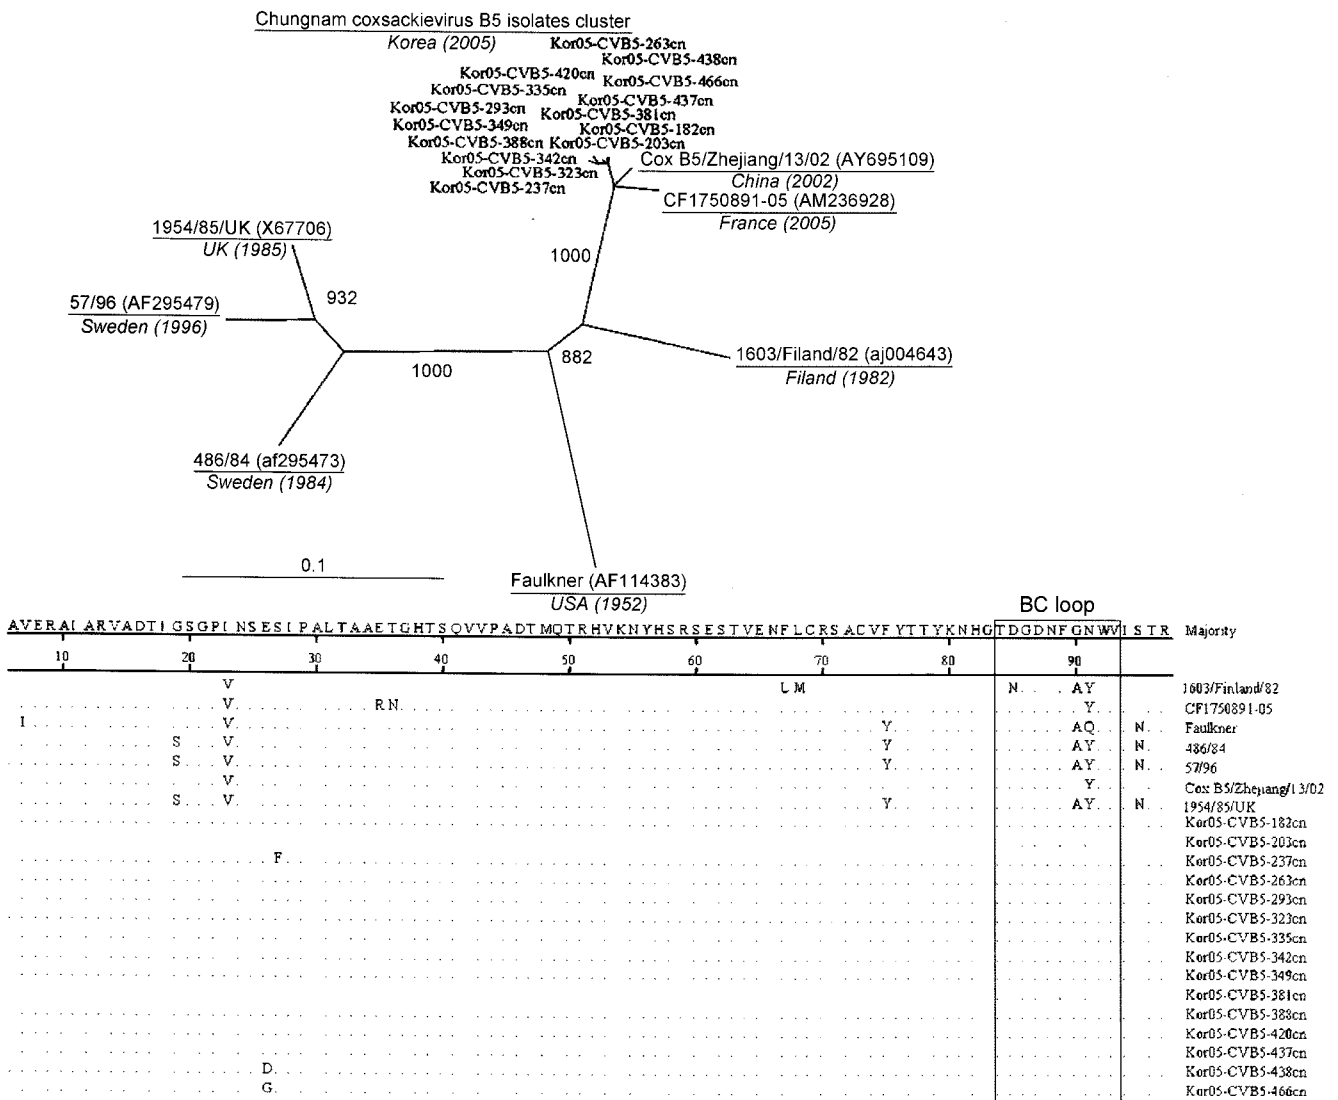 Chungnam coxsackievirus B5 isolates cluster
Korea (2005)
Kor05-CVB5-263cn
Kor05-CVB5-438cn
Kor05-CVB5-420cn
Kor05-CVB5-466cn
Kor05-CVB5-335cn
Kor05-CVB5-437cn
Kor05-CVB5-293cn
Kor05-CVB5-381cn
Kor05-CVB5-349cn
Kor05-CVB5-182cn
Kor05-CVB5-388cn
Kor05-CVB5-203cn
Kor05-CVB5-342cn
Kor05-CVB5-323cn
Kor05-CVB5-237cn
Cox B5/Zhejiang/13/02 (AY695109)
China (2002)
CF1750891-05 (AM236928)
France (2005)
1954/85/UK (X67706)
UK (1985)
1000
932
57/96 (AF295479)
Sweden (1996)
882
1000
1603/Filand/82 (aj004643)
Filand (1982)
486/84 (af295473)
Sweden (1984)
0.1
Faulkner (AF114383)
USA (1952)
BC loop
AVERAI ARVADTI GSGPI NSESI PALTAAETGHTSQVVPADTMQTRHVKNYHSRSESTVENFLCRSACVFYTTYKNHGTDGDNFGNWVI STR Majority
10 20 30 40 50 60 70 80 90
V L M N A Y 1603/Finland/82
V R N Y CF1750891-05
I V Y A Q N Faulkner
S V Y A Y N 486/84
S V Y A Y N 57/96
V Y Cox B5/Zhejiang/13/02
S V Y A Y N 1954/85/UK
Kor05-CVB5-182cn
Kor05-CVB5-203cn
F Kor05-CVB5-237cn
Kor05-CVB5-263cn
Kor05-CVB5-293cn
Kor05-CVB5-323cn
Kor05-CVB5-335cn
Kor05-CVB5-342cn
Kor05-CVB5-349cn
Kor05-CVB5-381cn
Kor05-CVB5-388cn
Kor05-CVB5-420cn
Kor05-CVB5-437cn
D Kor05-CVB5-438cn
G Kor05-CVB5-466cn